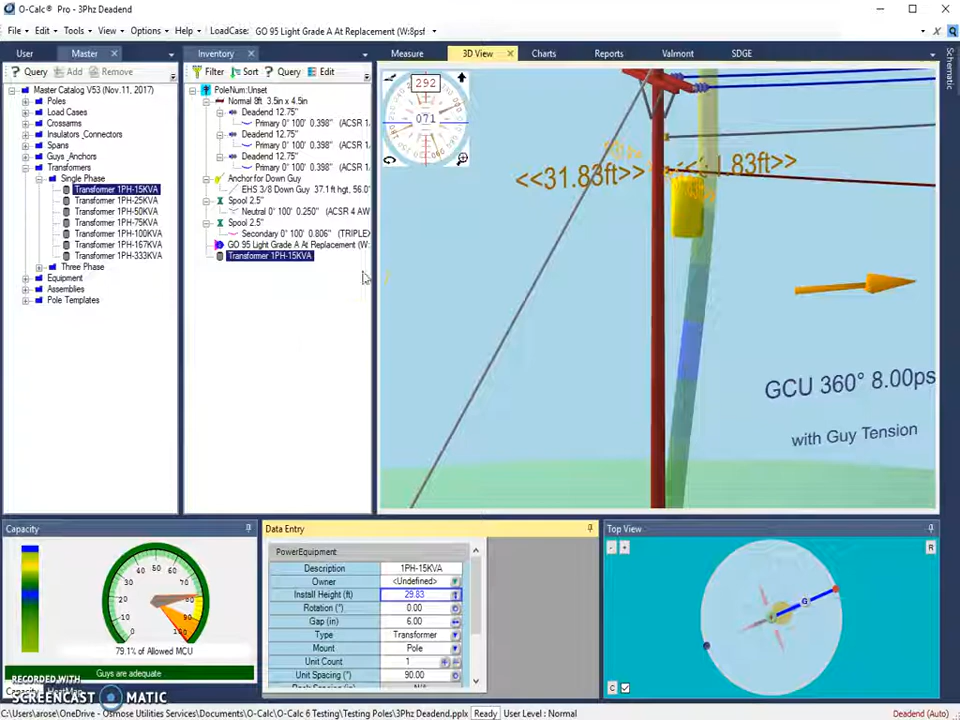 O-Calc® Pro - 3Phz Deadend
File Edit Tools View Options Help LoadCase: GO 95 Light Grade A At Replacement (W:8psf
User Master Inventory Measure 3D View Charts Reports Valmont SDGE
Schematic
Query Add Remove
Filter Sort Query Edit
Master Catalog V53 (Nov.11, 2017)
Poles
Load Cases
Crossarms
Insulators_Connectors
Spans
Guys_Anchors
Transformers
Single Phase
Transformer 1PH-15KVA
Transformer 1PH-25KVA
Transformer 1PH-50KVA
Transformer 1PH-75KVA
Transformer 1PH-100KVA
Transformer 1PH-167KVA
Transformer 1PH-333KVA
Three Phase
Equipment
Assemblies
Pole Templates
PoleNum:Unset
Normal 8ft 3.5in x 4.5in
Deadend 12.75"
Primary 0° 100' 0.398" (ACSR 1
Deadend 12.75"
Primary 0° 100' 0.398" (ACSR 1
Deadend 12.75"
Primary 0° 100' 0.398" (ACSR 1
Anchor for Down Guy
EHS 3/8 Down Guy 37.1ft hgt, 56.0
Spool 2.5"
Neutral 0° 100' 0.250" (ACSR 4 AW
Spool 2.5"
Secondary 0° 100' 0.806" (TRIPLE
GO 95 Light Grade A At Replacement (W:
Transformer 1PH-15KVA
292
071
<<31.83ft>>
GCU 360° 8.00ps
with Guy Tension
Capacity
0 10 20 30 40 50 60 70 80 90 100
79.1% of Allowed MCU
Guys are adequate
Data Entry
PowerEquipment
Description 1PH-15KVA
Owner <Undefined>
Install Height (ft) 29.83
Rotation (°) 0.00
Gap (in) 6.00
Type Transformer
Mount Pole
Unit Count 1
Unit Spacing (°) 90.00
Top View
- + R
G
C
RECORDED WITH
SCREENCAST MATIC
C:\Users\arose\OneDrive - Osmose Utilities Services\Documents\O-Calc\O-Calc 6 Testing\Testing Poles\3Phz Deadend.pplx Ready User Level : Normal Deadend (Auto)